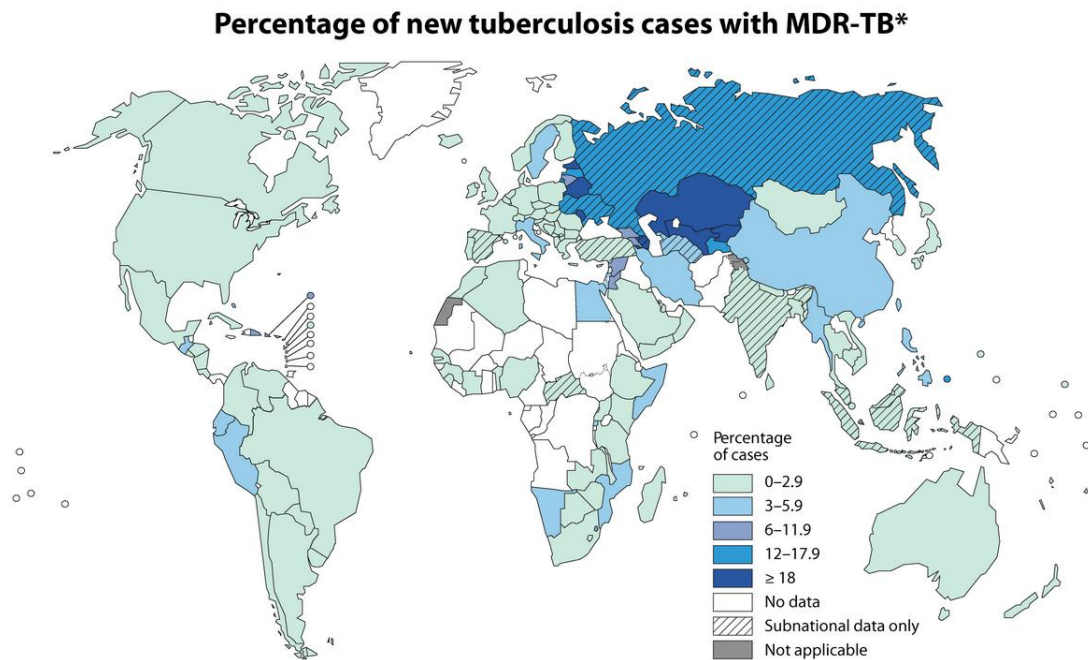 Percentage of new tuberculosis cases with MDR-TB*
Percentage
of cases
0–2.9
3–5.9
6–11.9
12–17.9
≥ 18
No data
Subnational data only
Not applicable